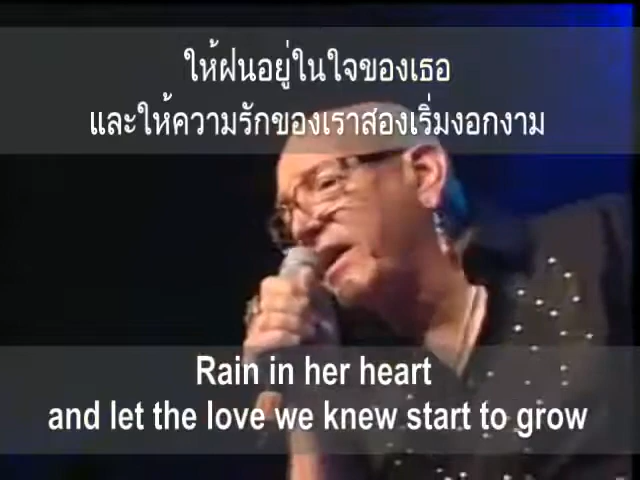 ให้ฝนอยู่ในใจของเธอ
และให้ความรักของเราสองเริ่มงอกงาม
Rain in her heart
and let the love we knew start to grow